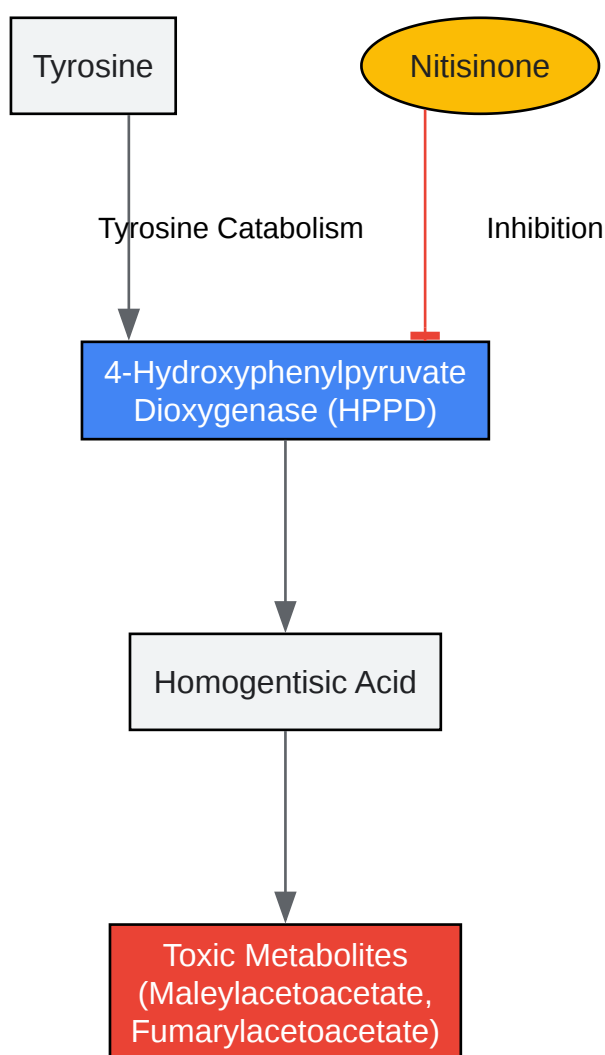 Tyrosine
Nitisinone
Tyrosine Catabolism
Inhibition
4-Hydroxyphenylpyruvate
Dioxygenase (HPPD)
Homogentisic Acid
Toxic Metabolites
(Maleylacetoacetate,
Fumarylacetoacetate)